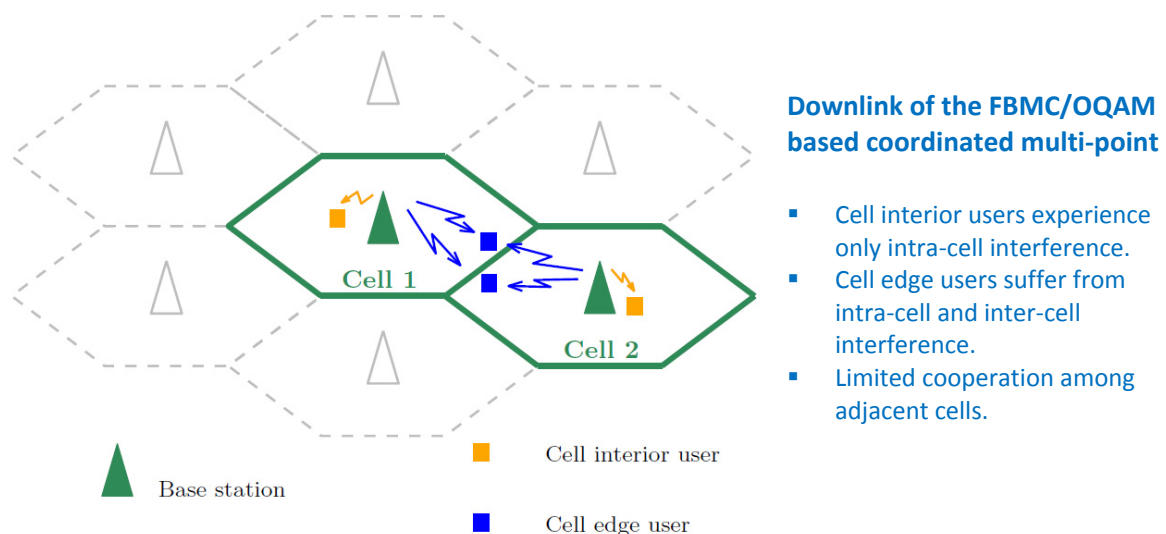 Downlink of the FBMC/OQAM
based coordinated multi-point
▪ Cell interior users experience
only intra-cell interference.
▪ Cell edge users suffer from
intra-cell and inter-cell
interference.
▪ Limited cooperation among
adjacent cells.
Cell 1
Cell 2
Cell interior user
Base station
Cell edge user